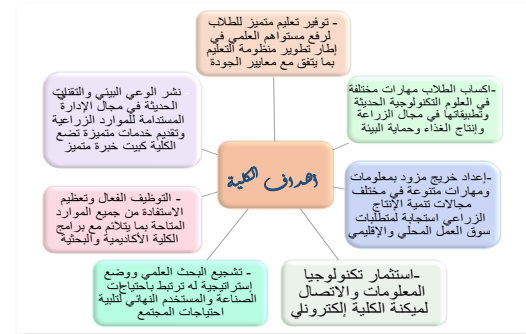 - توفير تعليم متميز للطلاب
لرفع مستواهم العلمي في
إطار تطوير منظومة التعليم
بما يتفق مع معايير الجودة
-اكساب الطلاب مهارات مختلفة
في العلوم التكنولوجية الحديثة
وتطبيقاتها في مجال الزراعة
وإنتاج الغذاء وحماية البيئة
-إعداد خريج مزود بمعلومات
ومهارات متنوعة في مختلف
مجالات تنمية الإنتاج
الزراعي استجابة لمتطلبات
سوق العمل المحلي والإقليمي
-استثمار تكنولوجيا
المعلومات والاتصال
لميكنة الكلية إلكتروني
- تشجيع البحث العلمي ووضع
إستراتيجية له ترتبط باحتياجات
الصناعة والمستخدم النهائي لتلبية
احتياجات المجتمع
- التوظيف الفعال وتعظيم
الاستفادة من جميع الموارد
المتاحة بما يتلائم مع برامج
الكلية الأكاديمية والبحثية
- نشر الوعي البيئي والتقنيات
الحديثة في مجال الإدارة
المستدامة للموارد الزراعية
وتقديم خدمات متميزة تضع
الكلية كبيت خبرة متميز
أهداف الكلية